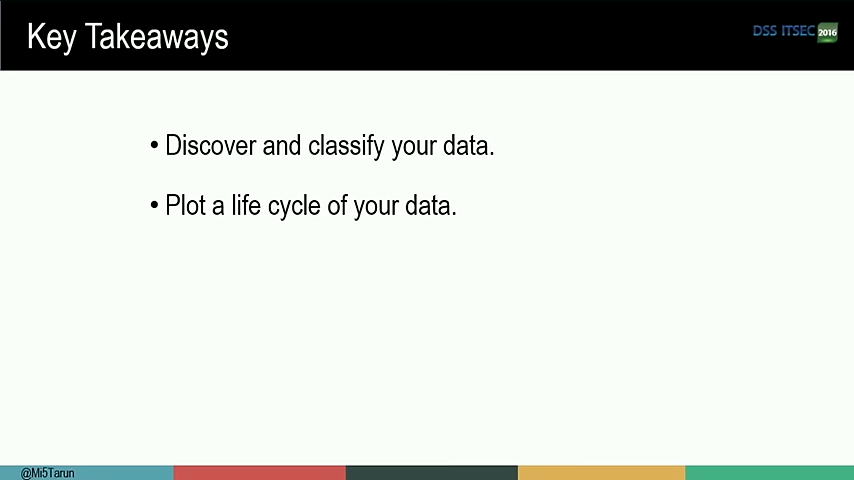 Key Takeaways
DSS ITSEC 2016
• Discover and classify your data.
• Plot a life cycle of your data.
@Mi5Tarun